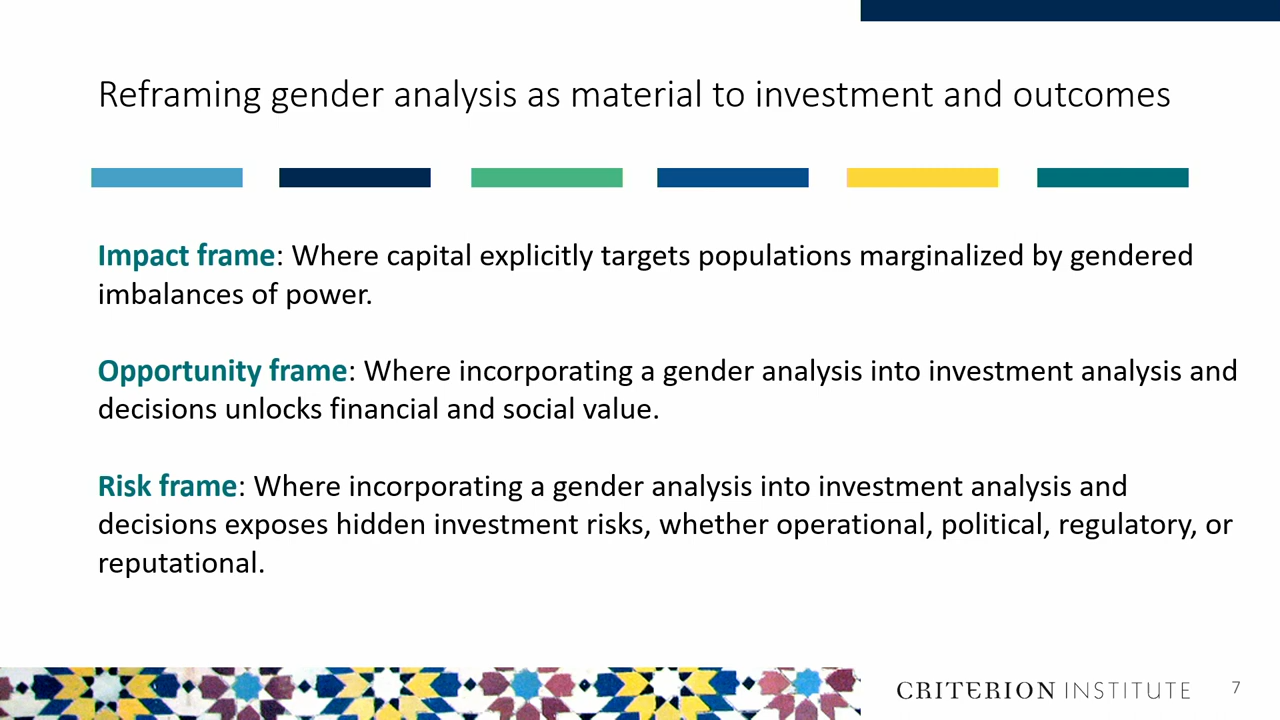 Reframing gender analysis as material to investment and outcomes
Impact frame: Where capital explicitly targets populations marginalized by gendered
imbalances of power.
Opportunity frame: Where incorporating a gender analysis into investment analysis and
decisions unlocks financial and social value.
Risk frame: Where incorporating a gender analysis into investment analysis and
decisions exposes hidden investment risks, whether operational, political, regulatory, or
reputational.
CRITERION INSTITUTE 7